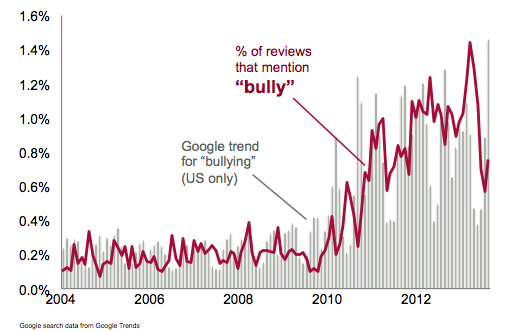 1.6%
1.4%
1.2%
1.0%
0.8%
0.6%
0.4%
0.2%
0.0%
% of reviews
that mention
“bully”
Google trend
for “bullying”
(US only)
2004 2006 2008 2010 2012
Google search data from Google Trends